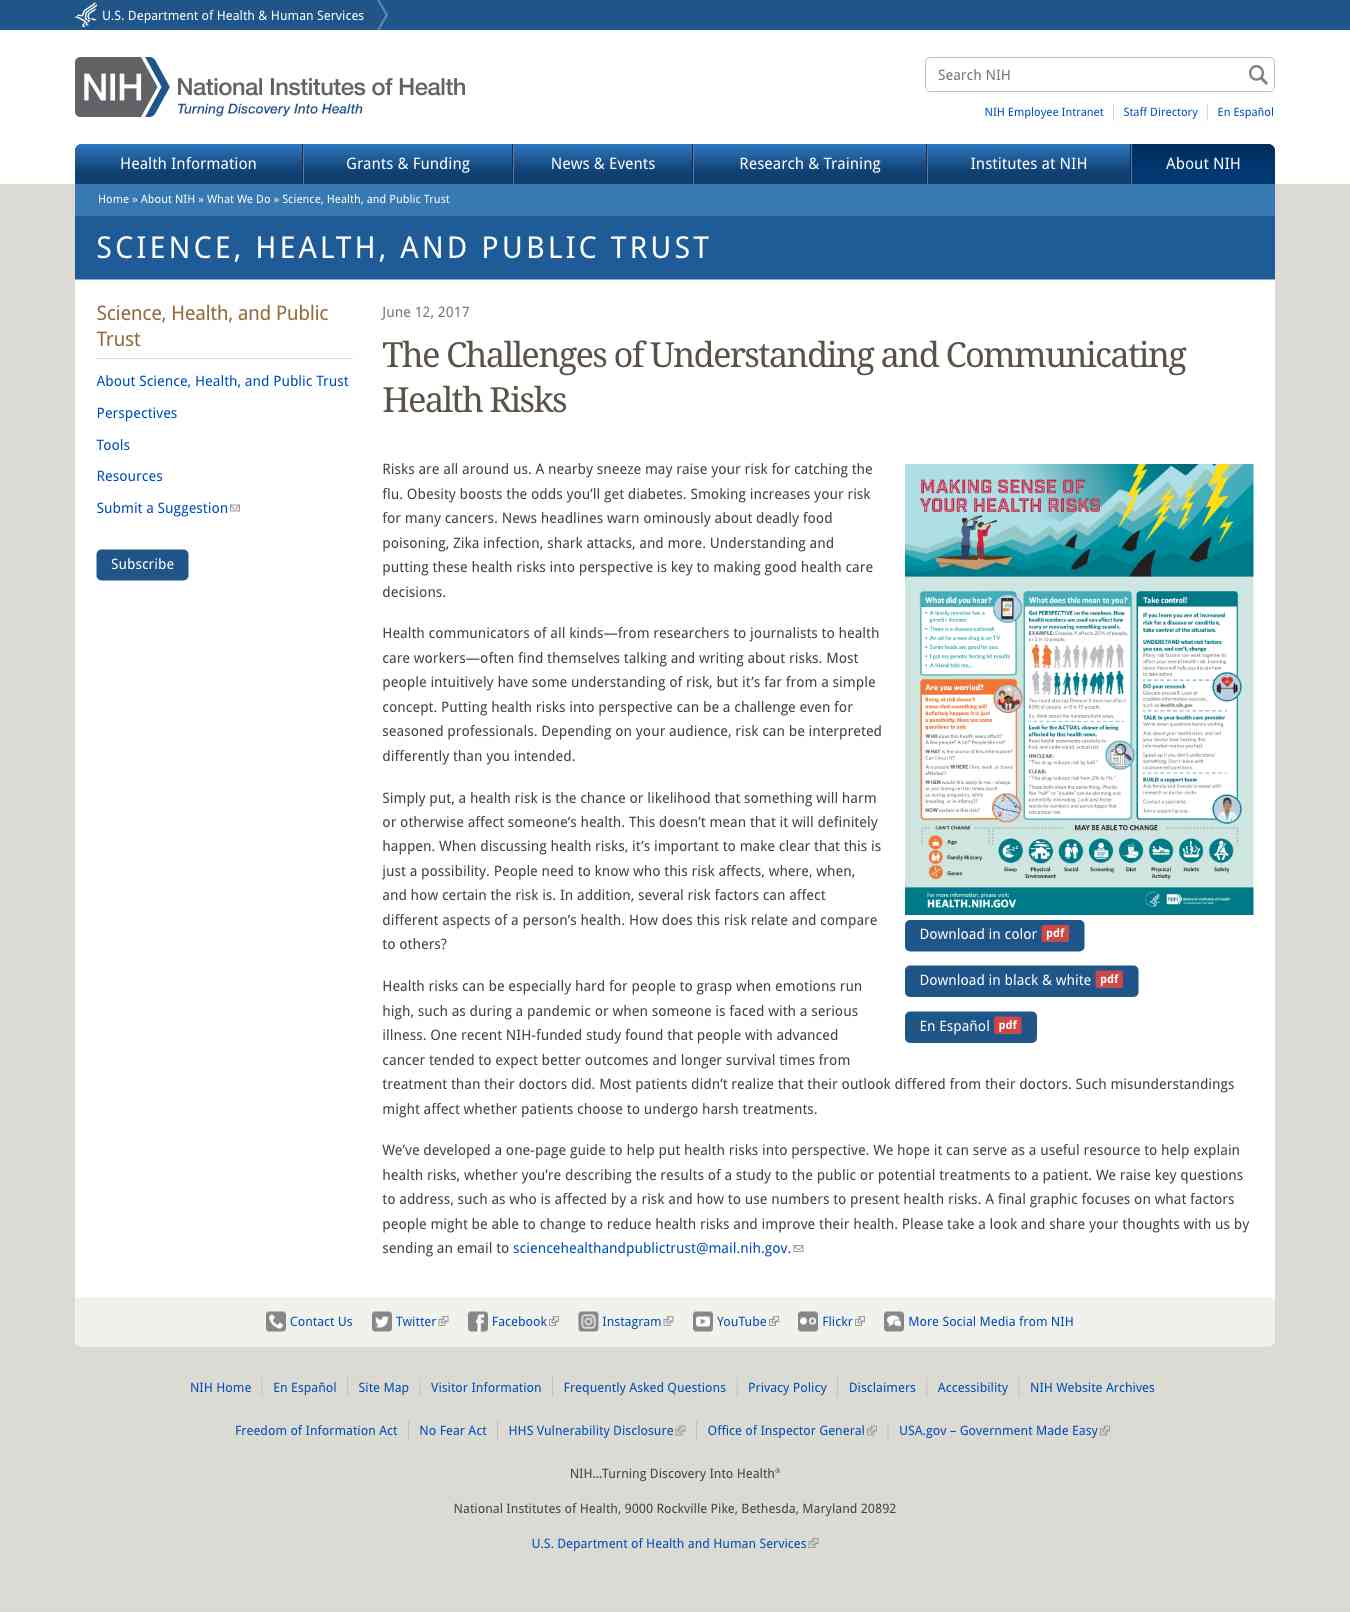 U.S. Department of Health & Human Services
NIH National Institutes of Health
Turning Discovery Into Health
Search NIH
NIH Employee Intranet
Staff Directory
En Español
Health Information
Grants & Funding
News & Events
Research & Training
Institutes at NIH
About NIH
Home » About NIH » What We Do » Science, Health, and Public Trust
SCIENCE, HEALTH, AND PUBLIC TRUST
Science, Health, and Public
Trust
About Science, Health, and Public Trust
Perspectives
Tools
Resources
Submit a Suggestion
Subscribe
June 12, 2017
The Challenges of Understanding and Communicating
Health Risks
Risks are all around us. A nearby sneeze may raise your risk for catching the
flu. Obesity boosts the odds you’ll get diabetes. Smoking increases your risk
for many cancers. News headlines warn ominously about deadly food
poisoning, Zika infection, shark attacks, and more. Understanding and
putting these health risks into perspective is key to making good health care
decisions.
Health communicators of all kinds—from researchers to journalists to health
care workers—often find themselves talking and writing about risks. Most
people intuitively have some understanding of risk, but it’s far from a simple
concept. Putting health risks into perspective can be a challenge even for
seasoned professionals. Depending on your audience, risk can be interpreted
differently than you intended.
Simply put, a health risk is the chance or likelihood that something will harm
or otherwise affect someone’s health. This doesn’t mean that it will definitely
happen. When discussing health risks, it’s important to make clear that this is
just a possibility. People need to know who this risk affects, where, when,
and how certain the risk is. In addition, several risk factors can affect
different aspects of a person’s health. How does this risk relate and compare
to others?
Health risks can be especially hard for people to grasp when emotions run
high, such as during a pandemic or when someone is faced with a serious
illness. One recent NIH-funded study found that people with advanced
cancer tended to expect better outcomes and longer survival times from
treatment than their doctors did. Most patients didn’t realize that their outlook differed from their doctors. Such misunderstandings
might affect whether patients choose to undergo harsh treatments.
We’ve developed a one-page guide to help put health risks into perspective. We hope it can serve as a useful resource to help explain
health risks, whether you're describing the results of a study to the public or potential treatments to a patient. We raise key questions
to address, such as who is affected by a risk and how to use numbers to present health risks. A final graphic focuses on what factors
people might be able to change to reduce health risks and improve their health. Please take a look and share your thoughts with us by
sending an email to sciencehealthandpublictrust@mail.nih.gov.
MAKING SENSE OF
YOUR HEALTH RISKS
What did you hear?
Are you worried?
What does this mean to you?
Take control!
CAN'T CHANGE
Age
Family History
Genes
MAY BE ABLE TO CHANGE
Sleep
Physical Environment
Social
Screening
Diet
Physical Activity
Habits
Safety
For more information, please visit:
HEALTH.NIH.GOV
Download in color pdf
Download in black & white pdf
En Español pdf
Contact Us
Twitter
Facebook
Instagram
YouTube
Flickr
More Social Media from NIH
NIH Home
En Español
Site Map
Visitor Information
Frequently Asked Questions
Privacy Policy
Disclaimers
Accessibility
NIH Website Archives
Freedom of Information Act
No Fear Act
HHS Vulnerability Disclosure
Office of Inspector General
USA.gov – Government Made Easy
NIH…Turning Discovery Into Health®
National Institutes of Health, 9000 Rockville Pike, Bethesda, Maryland 20892
U.S. Department of Health and Human Services